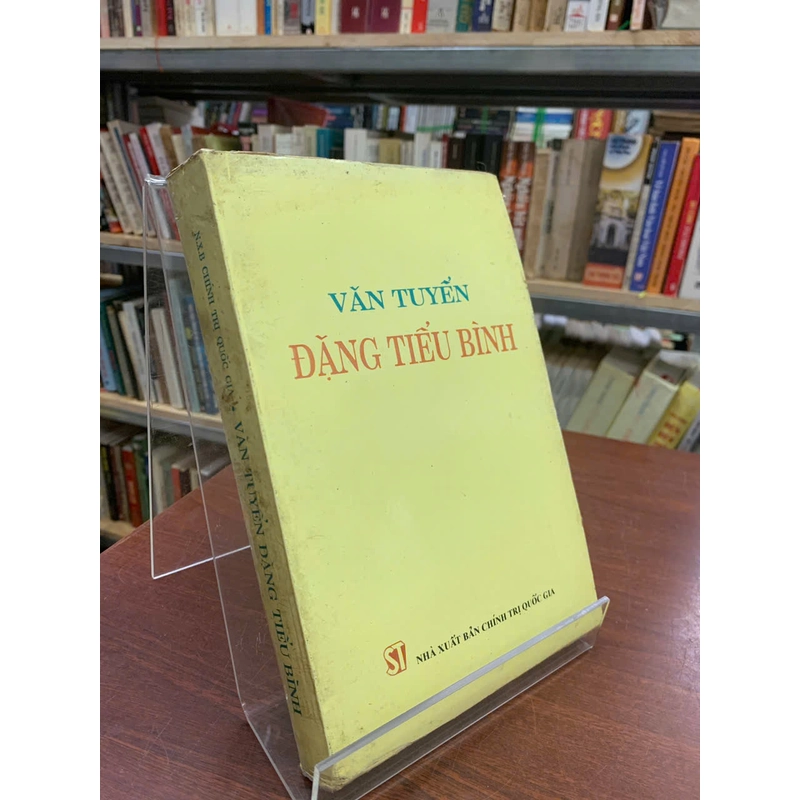 VĂN TUYỂN
ĐẶNG TIỂU BÌNH
ST NHÀ XUẤT BẢN CHÍNH TRỊ QUỐC GIA
N.X.B CHÍNH TRỊ QUỐC GIA VĂN TUYỂN ĐẶNG TIỂU BÌNH